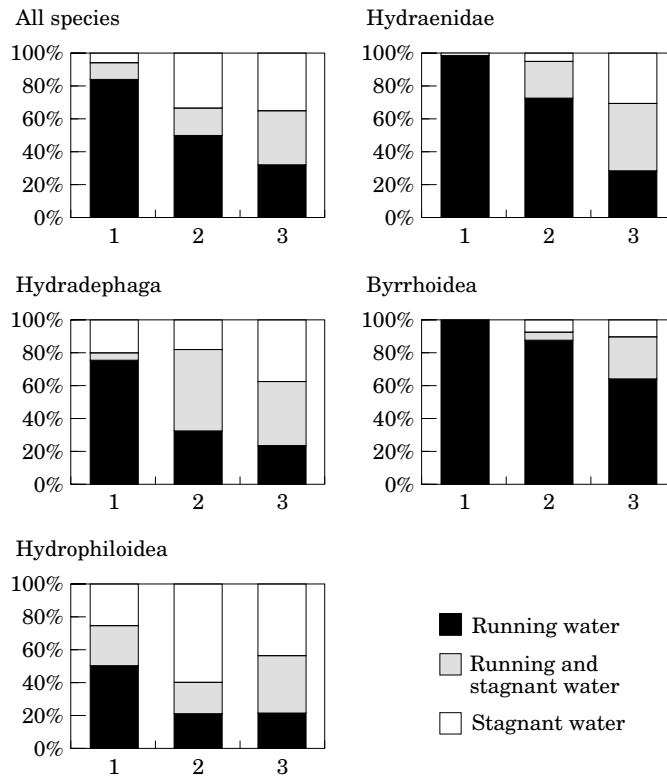 All species
100%
80%
60%
40%
20%
0%
1 2 3
Hydraenidae
100%
80%
60%
40%
20%
0%
1 2 3
Hydradephaga
100%
80%
60%
40%
20%
0%
1 2 3
Byrrhoidea
100%
80%
60%
40%
20%
0%
1 2 3
Hydrophiloidea
100%
80%
60%
40%
20%
0%
1 2 3
Running water
Running and
stagnant water
Stagnant water